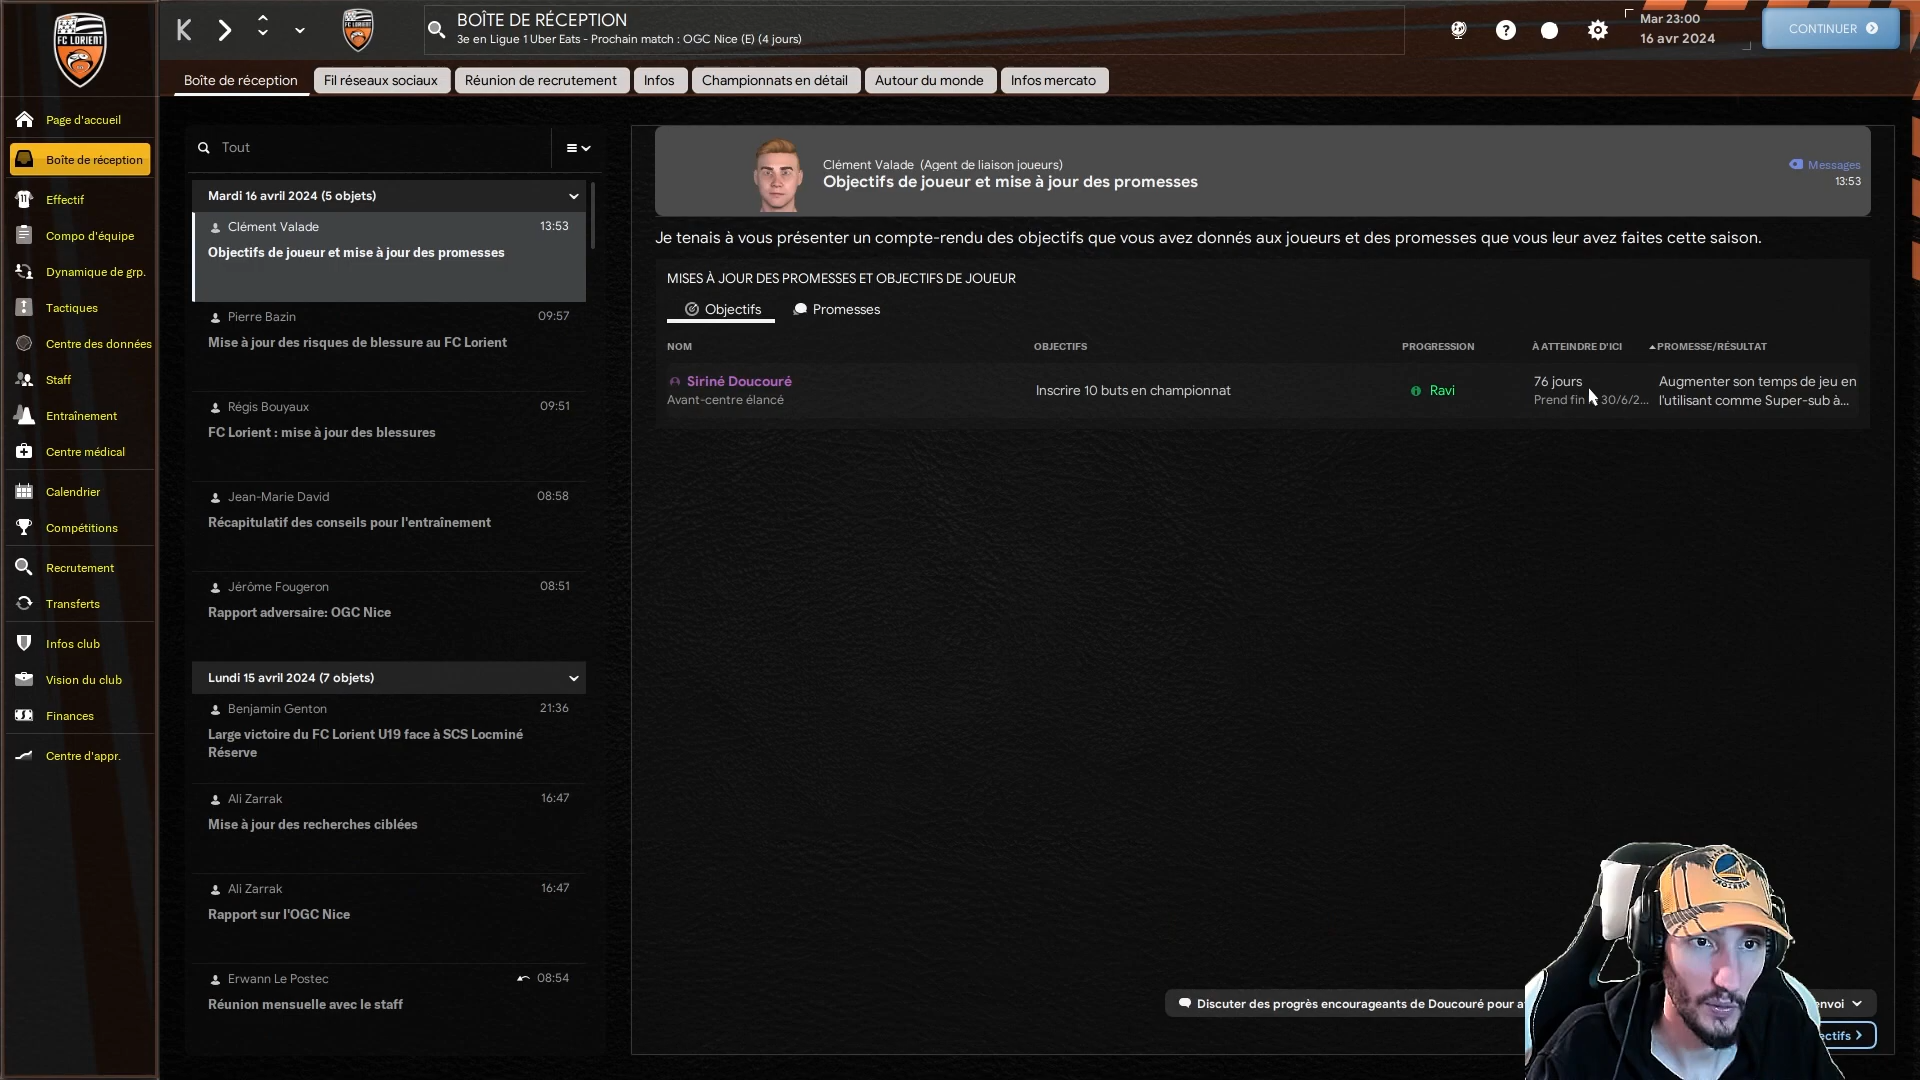 FC LORIENT
BOÎTE DE RÉCEPTION
3e en Ligue 1 Uber Eats - Prochain match : OGC Nice (E) (4 jours)
Mar 23:00
16 avr 2024
CONTINUER
Boîte de réception
Fil réseaux sociaux
Réunion de recrutement
Infos
Championnats en détail
Autour du monde
Infos mercato
Page d'accueil
Boîte de réception
Effectif
Compo d'équipe
Dynamique de grp.
Tactiques
Centre des données
Staff
Entraînement
Centre médical
Calendrier
Compétitions
Recrutement
Transferts
Infos club
Vision du club
Finances
Centre d'appr.
Tout
Mardi 16 avril 2024 (5 objets)
Clément Valade 13:53
Objectifs de joueur et mise à jour des promesses
Pierre Bazin 09:57
Mise à jour des risques de blessure au FC Lorient
Régis Bouyaux 09:51
FC Lorient : mise à jour des blessures
Jean-Marie David 08:58
Récapitulatif des conseils pour l'entraînement
Jérôme Fougeron 08:51
Rapport adversaire: OGC Nice
Lundi 15 avril 2024 (7 objets)
Benjamin Genton 21:36
Large victoire du FC Lorient U19 face à SCS Locminé
Réserve
Ali Zarrak 16:47
Mise à jour des recherches ciblées
Ali Zarrak 16:47
Rapport sur l'OGC Nice
Erwann Le Postec 08:54
Réunion mensuelle avec le staff
Clément Valade (Agent de liaison joueurs)
Objectifs de joueur et mise à jour des promesses
Messages
13:53
Je tenais à vous présenter un compte-rendu des objectifs que vous avez donnés aux joueurs et des promesses que vous leur avez faites cette saison.
MISES À JOUR DES PROMESSES ET OBJECTIFS DE JOUEUR
Objectifs
Promesses
NOM OBJECTIFS PROGRESSION À ATTEINDRE D'ICI PROMESSE/RÉSULTAT
Siriné Doucouré
Avant-centre élancé
Inscrire 10 buts en championnat
Ravi
76 jours
Prend fin 30/6/2...
Augmenter son temps de jeu en
l'utilisant comme Super-sub à...
Discuter des progrès encourageants de Doucouré pour